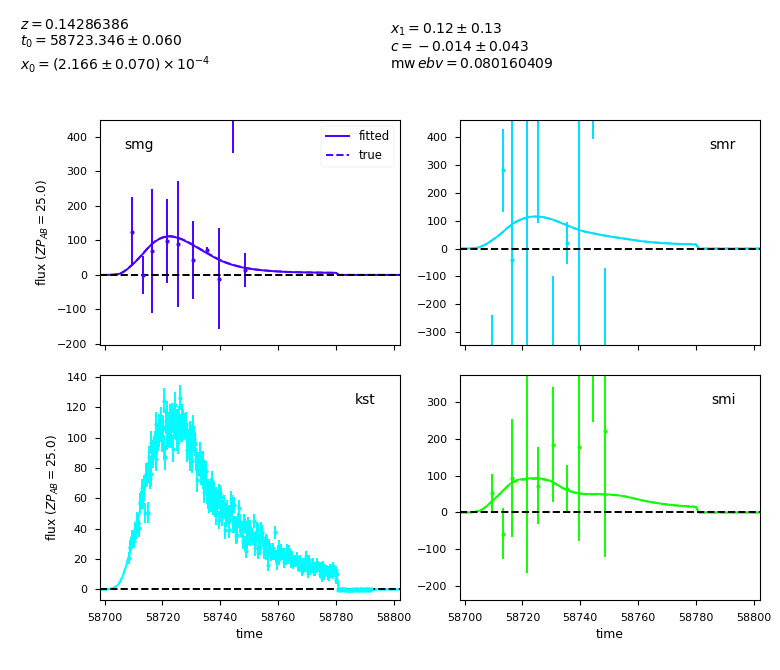 z = 0.14286386
t₀ = 58723.346 ± 0.060
x₀ = (2.166 ± 0.070) × 10⁻⁴
x₁ = 0.12 ± 0.13
c = −0.014 ± 0.043
mw ebv = 0.080160409
smg
fitted
true
400
300
200
100
0
−100
−200
flux (ZP_AB = 25.0)
smr
400
300
200
100
0
−100
−200
−300
kst
140
120
100
80
60
40
20
0
flux (ZP_AB = 25.0)
58700 58720 58740 58760 58780 58800
time
smi
300
200
100
0
−100
−200
58700 58720 58740 58760 58780 58800
time